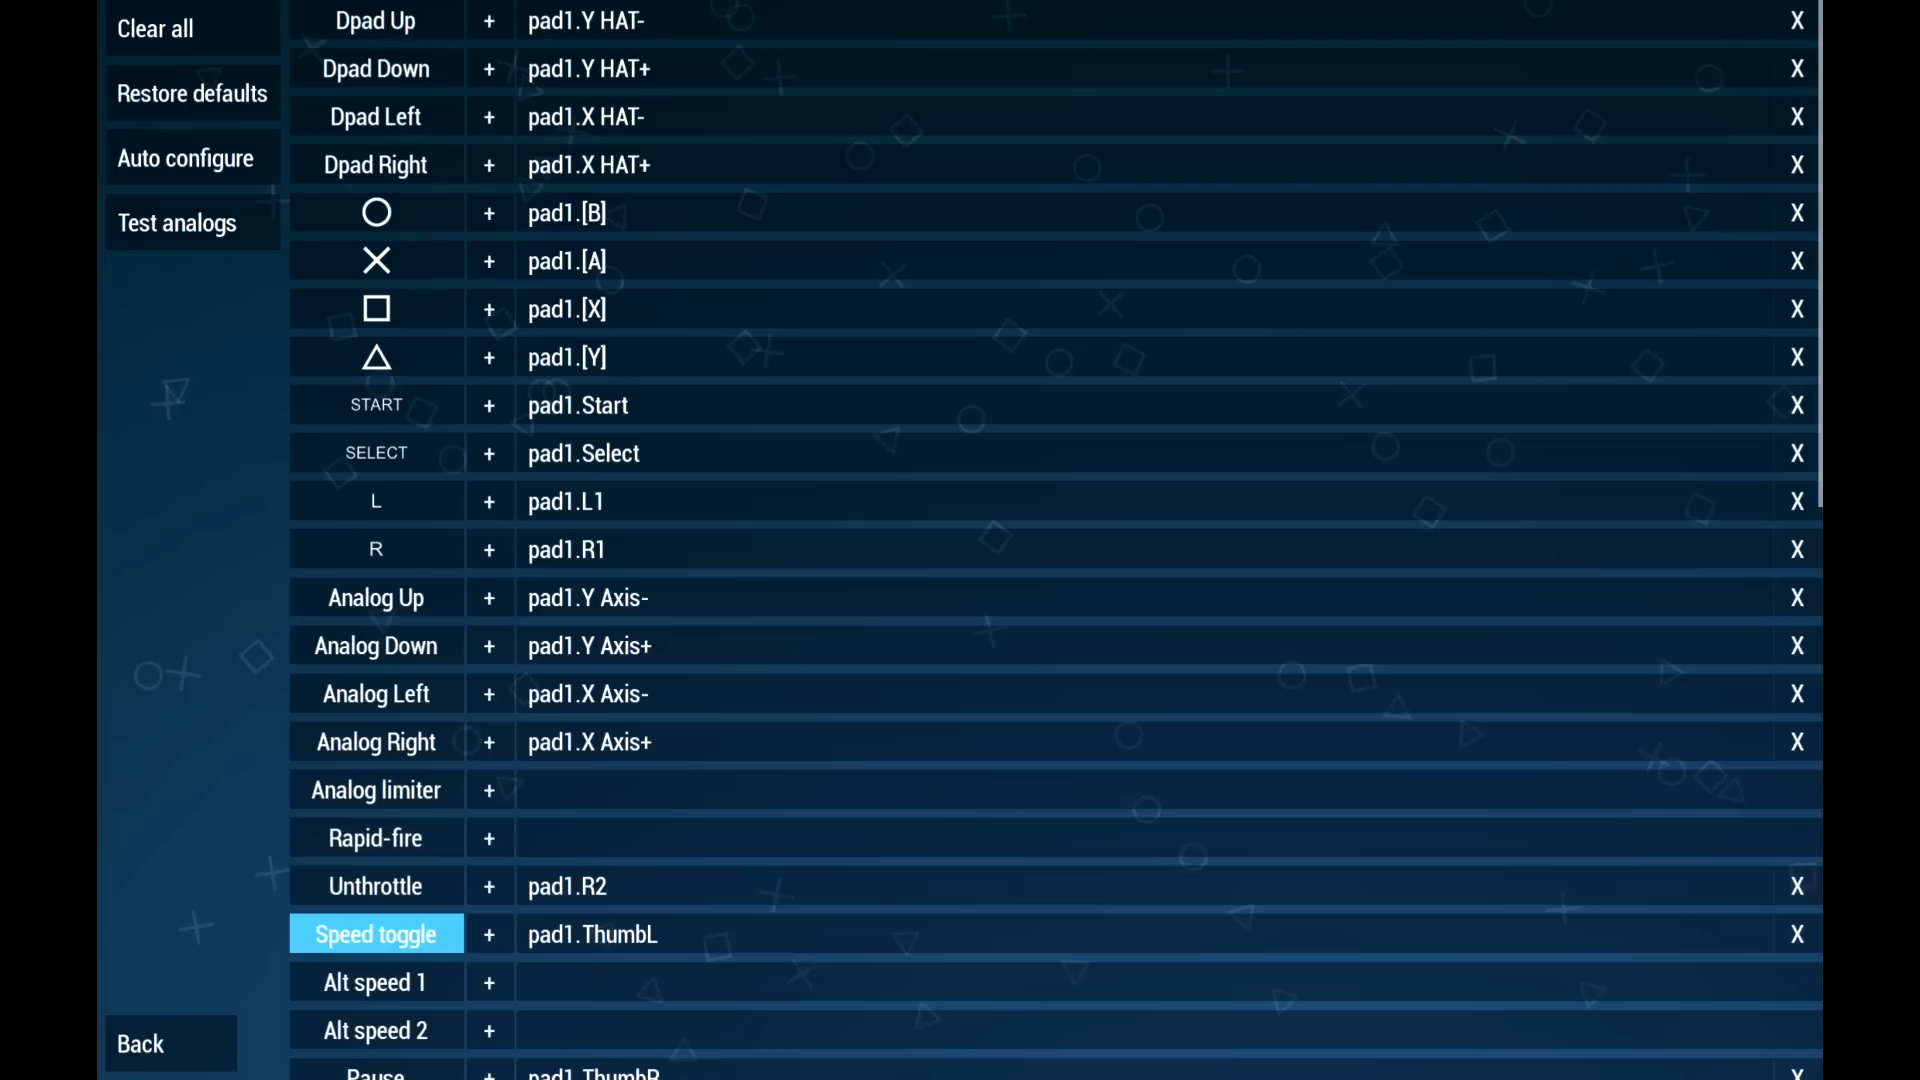 Clear all
Restore defaults
Auto configure
Test analogs
Back
Dpad Up + pad1.Y HAT- X
Dpad Down + pad1.Y HAT+ X
Dpad Left + pad1.X HAT- X
Dpad Right + pad1.X HAT+ X
+ pad1.[B] X
+ pad1.[A] X
+ pad1.[X] X
+ pad1.[Y] X
START + pad1.Start X
SELECT + pad1.Select X
L + pad1.L1 X
R + pad1.R1 X
Analog Up + pad1.Y Axis- X
Analog Down + pad1.Y Axis+ X
Analog Left + pad1.X Axis- X
Analog Right + pad1.X Axis+ X
Analog limiter +
Rapid-fire +
Unthrottle + pad1.R2 X
Speed toggle + pad1.ThumbL X
Alt speed 1 +
Alt speed 2 +
Pause + pad1.ThumbR X